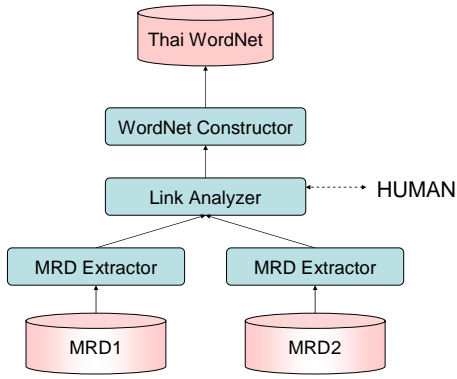 Thai WordNet
WordNet Constructor
Link Analyzer
HUMAN
MRD Extractor
MRD Extractor
MRD1
MRD2